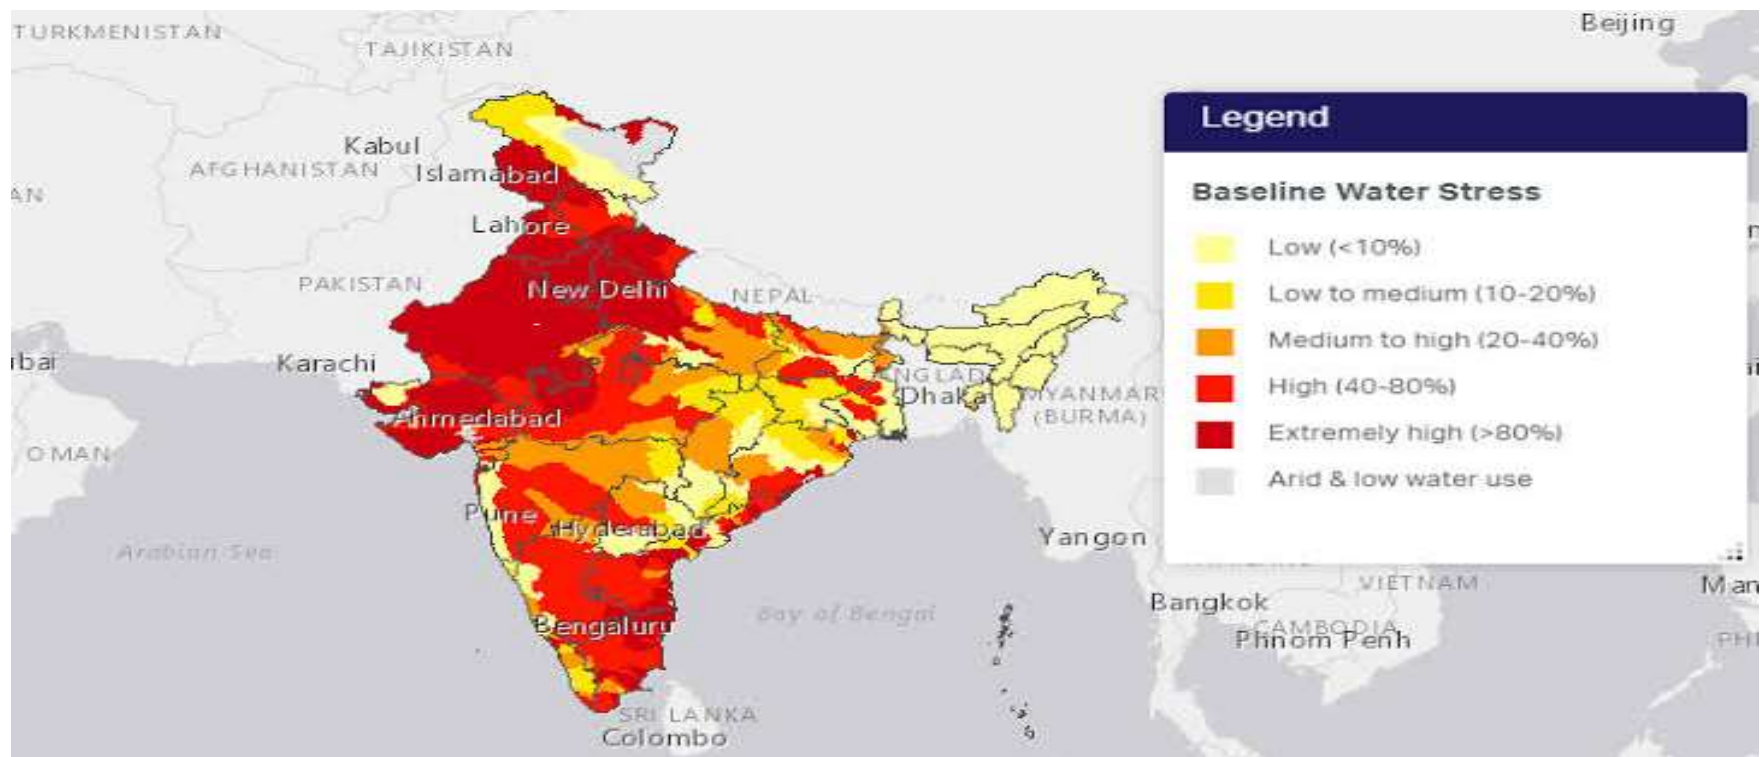 TURKMENISTAN
TAJIKISTAN
Beijing
Kabul
AFGHANISTAN
Islamabad
AN
Lahore
PAKISTAN
New Delhi
NEPAL
Karachi
Ahmedabad
Dhaka
MYANMAR
(BURMA)
OMAN
Pune
Hyderabad
Yangon
Arabian Sea
VIETNAM
Bengaluru
Bay of Bengal
Bangkok
CAMBODIA
Phnom Penh
Man
PHI
SRI LANKA
Colombo
Legend
Baseline Water Stress
Low (<10%)
Low to medium (10-20%)
Medium to high (20-40%)
High (40-80%)
Extremely high (>80%)
Arid & low water use